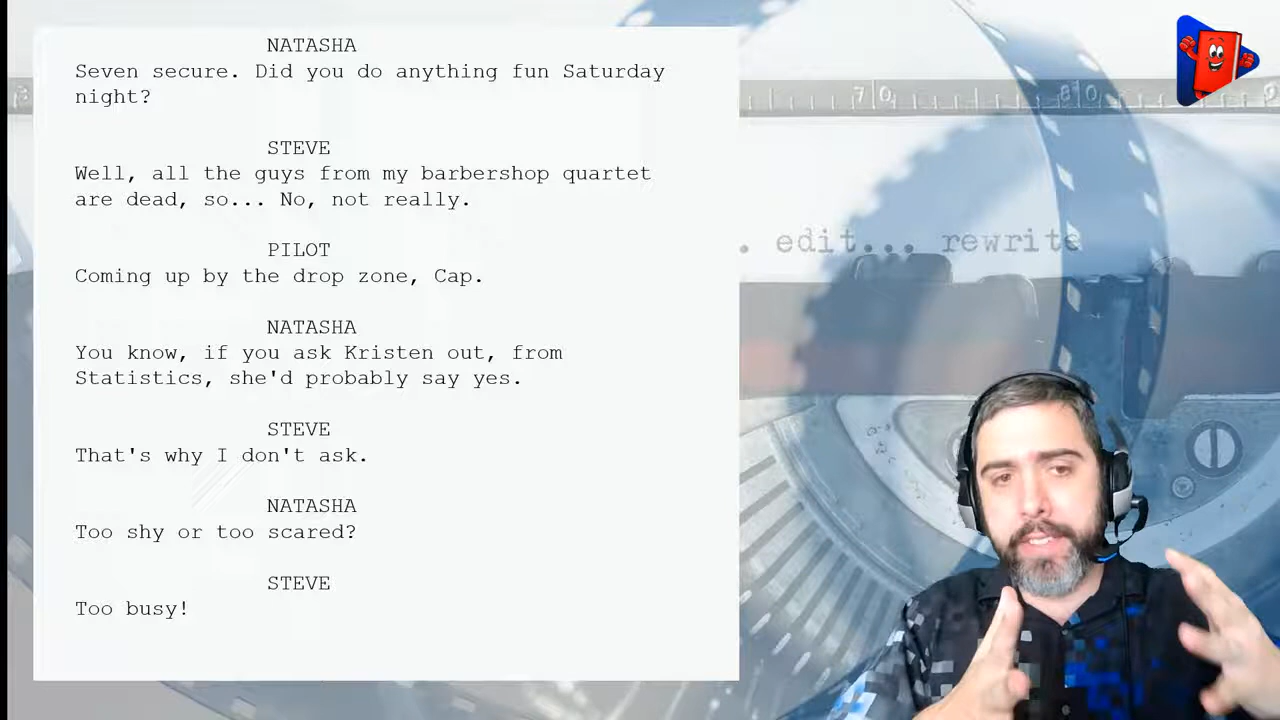 NATASHA
Seven secure. Did you do anything fun Saturday
night?
STEVE
Well, all the guys from my barbershop quartet
are dead, so... No, not really.
PILOT
Coming up by the drop zone, Cap.
NATASHA
You know, if you ask Kristen out, from
Statistics, she'd probably say yes.
STEVE
That's why I don't ask.
NATASHA
Too shy or too scared?
STEVE
Too busy!
70 80 9
. edit... rewrite